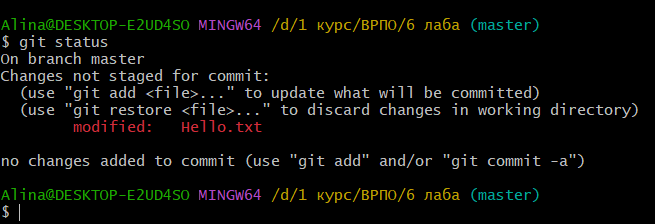 Alina@DESKTOP-E2UD4SO MINGW64 /d/1 курс/ВРПО/6 лаба (master)
$ git status
On branch master
Changes not staged for commit:
  (use "git add <file>..." to update what will be committed)
  (use "git restore <file>..." to discard changes in working directory)
        modified:   Hello.txt

no changes added to commit (use "git add" and/or "git commit -a")

Alina@DESKTOP-E2UD4SO MINGW64 /d/1 курс/ВРПО/6 лаба (master)
$